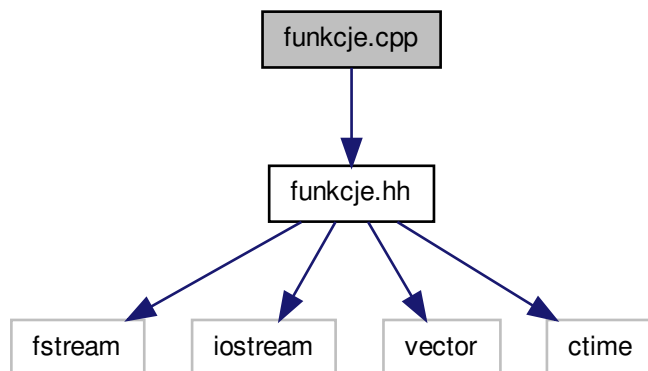 funkcje.cpp
funkcje.hh
fstream
iostream
vector
ctime